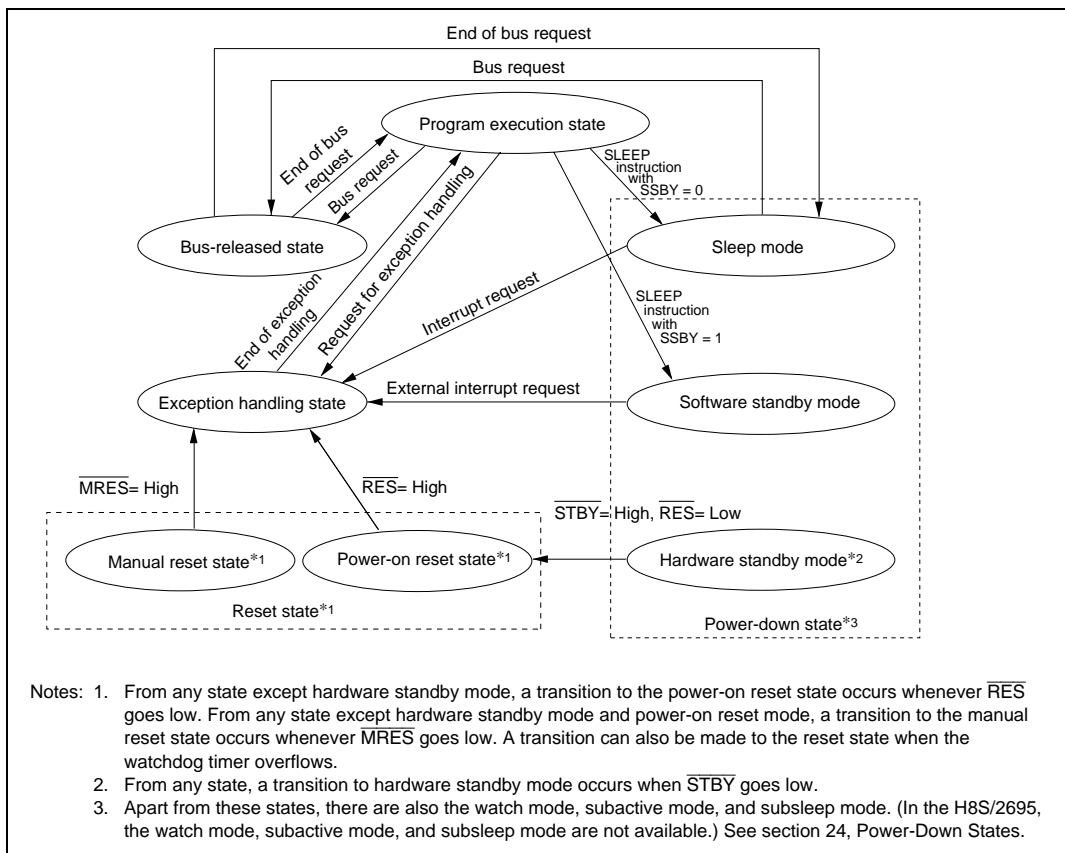 End of bus request
Bus request
Program execution state
End of bus
request
Bus request
Request for exception handling
SLEEP
instruction
with
SSBY = 0
Bus-released state
Sleep mode
End of exception
handling
Interrupt request
SLEEP
instruction
with
SSBY = 1
Exception handling state
External interrupt request
Software standby mode
M̅R̅E̅S̅= High
R̅E̅S̅= High
S̅T̅B̅Y̅= High, R̅E̅S̅= Low
Manual reset state*1
Power-on reset state*1
Hardware standby mode*2
Reset state*1
Power-down state*3
Notes: 1. From any state except hardware standby mode, a transition to the power-on reset state occurs whenever R̅E̅S̅
goes low. From any state except hardware standby mode and power-on reset mode, a transition to the manual
reset state occurs whenever M̅R̅E̅S̅ goes low. A transition can also be made to the reset state when the
watchdog timer overflows.
2. From any state, a transition to hardware standby mode occurs when S̅T̅B̅Y̅ goes low.
3. Apart from these states, there are also the watch mode, subactive mode, and subsleep mode. (In the H8S/2695,
the watch mode, subactive mode, and subsleep mode are not available.) See section 24, Power-Down States.